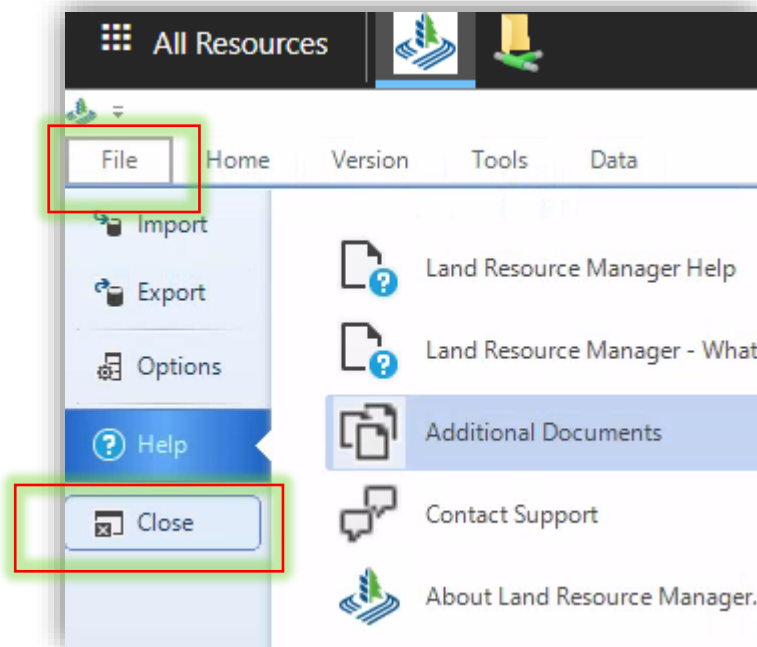 All Resources
File Home Version Tools Data
Import
Export
Options
Help
Close
Land Resource Manager Help
Land Resource Manager - What
Additional Documents
Contact Support
About Land Resource Manager.